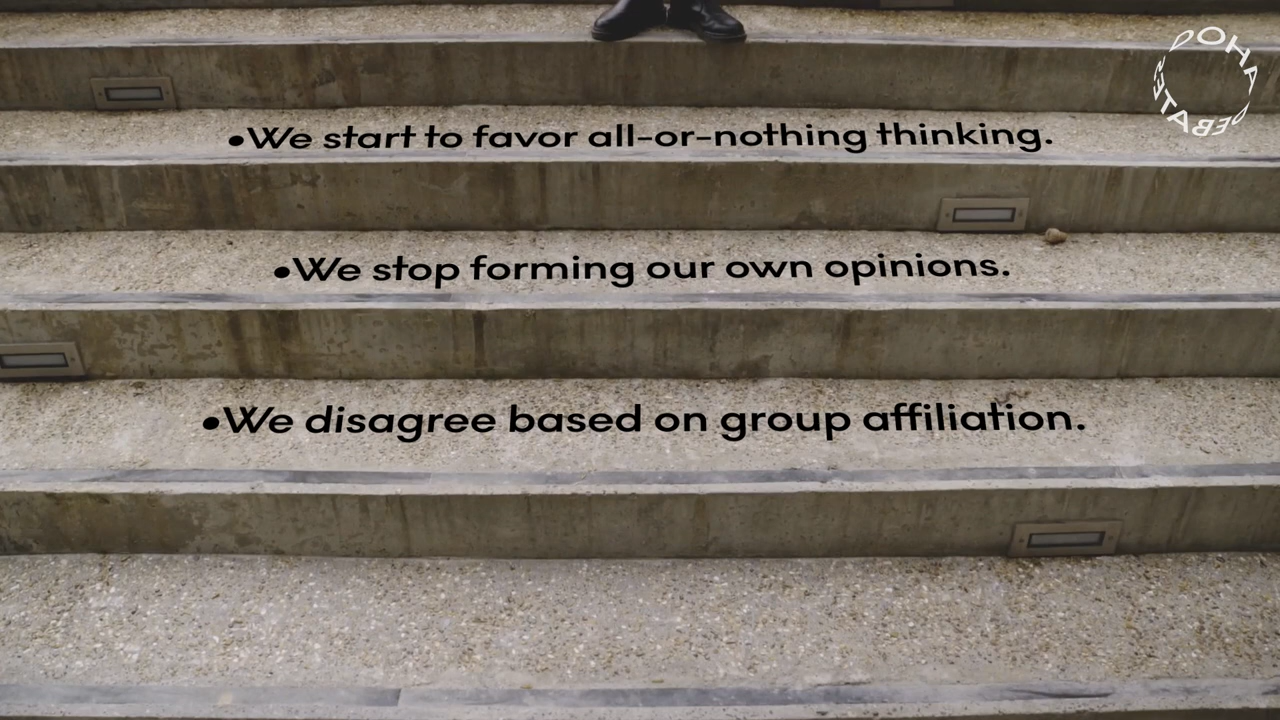 DOHA DEBATES
•We start to favor all-or-nothing thinking.
•We stop forming our own opinions.
•We disagree based on group affiliation.